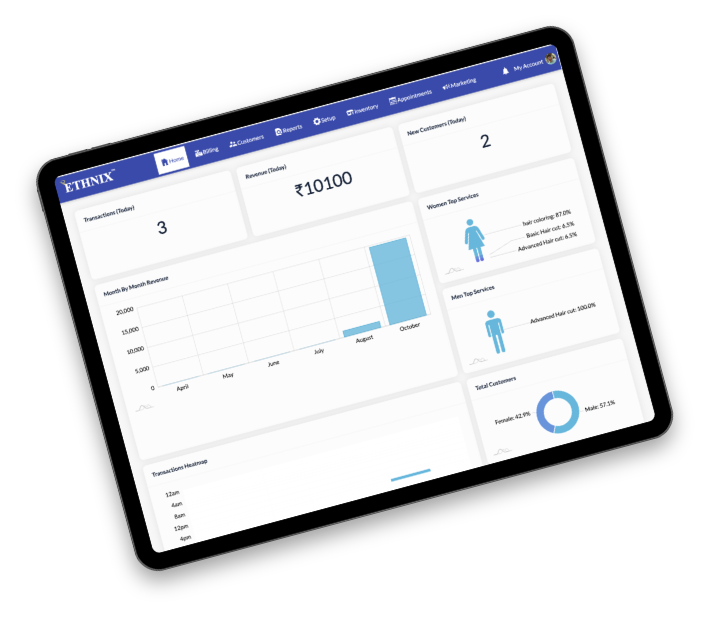 ETHNIX
Home
Billing
Customers
Reports
Setup
Inventory
Appointments
Marketing
My Account
Transactions (Today)
3
Revenue (Today)
₹10100
New Customers (Today)
2
Month By Month Revenue
20,000
15,000
10,000
5,000
0
April
May
June
July
August
October
Women Top Services
hair coloring: 87.0%
Basic Hair cut: 6.5%
Advanced Hair cut: 6.5%
Men Top Services
Advanced Hair cut: 100.0%
Total Customers
Female: 42.9%
Male: 57.1%
Transactions Heatmap
12am
4am
8am
12pm
4pm